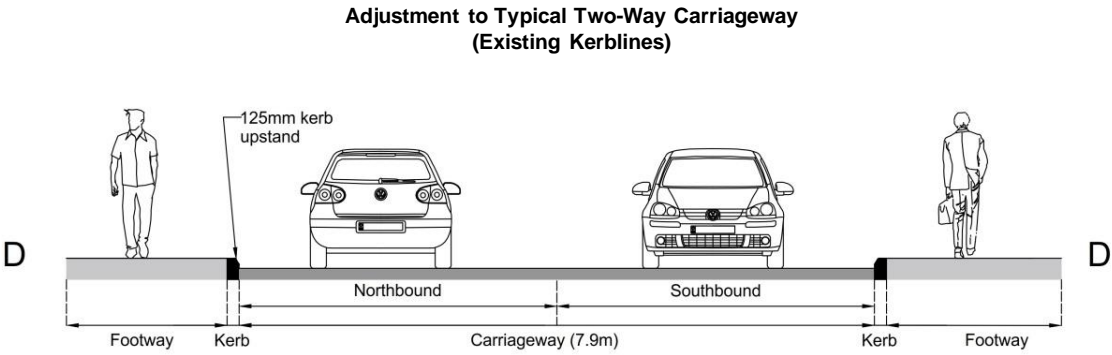 Adjustment to Typical Two-Way Carriageway
(Existing Kerblines)
125mm kerb
upstand
D
D
Northbound
Southbound
Footway
Kerb
Carriageway (7.9m)
Kerb
Footway